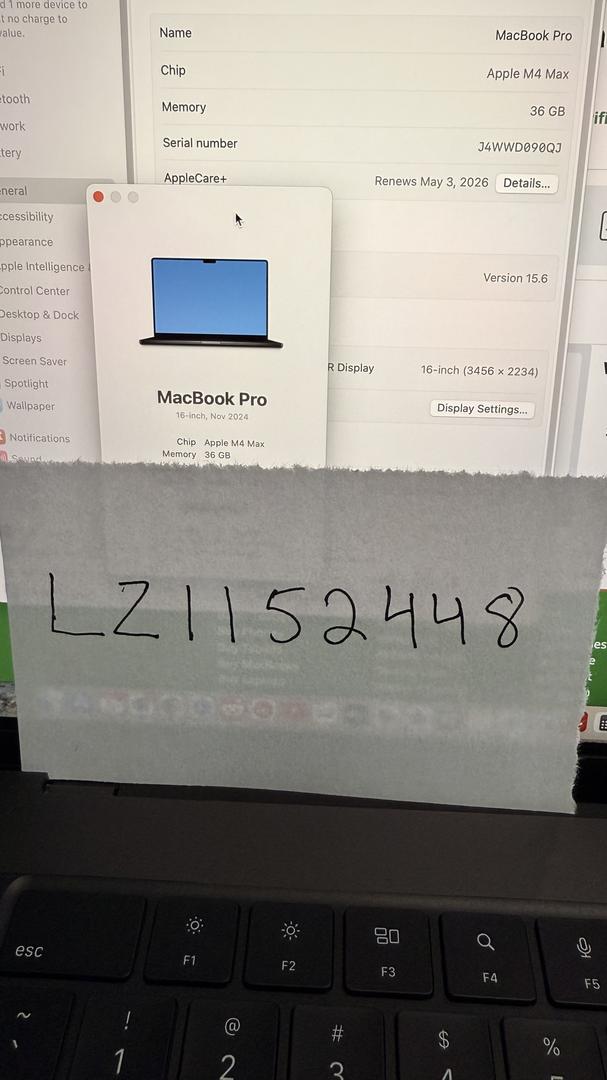 d 1 more device to
t no charge to
value.
Name MacBook Pro
Chip Apple M4 Max
Memory 36 GB
Serial number J4WWD090QJ
AppleCare+ Renews May 3, 2026 Details...
etooth
work
ttery
neral
ccessibility
ppearance
pple Intelligence
Control Center
Desktop & Dock
Displays
Screen Saver
Spotlight
Wallpaper
Notifications
Sound
Version 15.6
R Display 16-inch (3456 × 2234)
Display Settings...
MacBook Pro
16-inch, Nov 2024
Chip Apple M4 Max
Memory 36 GB
LZ1152448
esc F1 F2 F3 F4 F5
~ ! @ # $ %
` 1 2 3 4